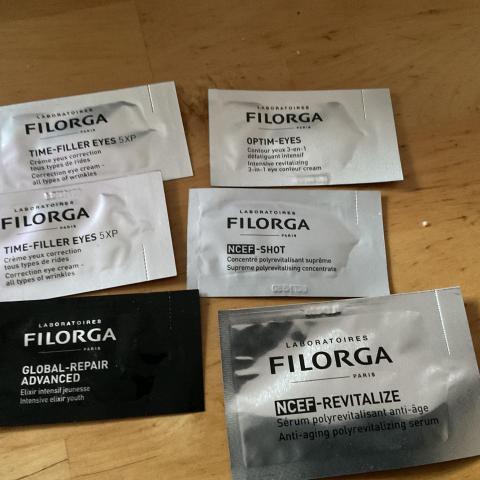 LABORATOIRES
FILORGA
PARIS
TIME-FILLER EYES 5XP
Crème yeux correction
tous types de rides
Correction eye cream -
all types of wrinkles
LABORATOIRES
FILORGA
PARIS
OPTIM-EYES
Contour yeux 3-en-1
défatiguant intensif
Intensive revitalizing
3-in-1 eye contour cream
FILORGA
PARIS
TIME-FILLER EYES 5XP
Crème yeux correction
tous types de rides
Correction eye cream -
all types of wrinkles
LABORATOIRES
FILORGA
PARIS
NCEF-SHOT
Concentré polyrevitalisant suprême
Supreme polyrevitalising concentrate
LABORATOIRES
FILORGA
PARIS
GLOBAL-REPAIR
ADVANCED
Elixir intensif jeunesse
Intensive elixir youth
LABORATOIRES
FILORGA
PARIS
NCEF-REVITALIZE
Sérum polyrevitalisant anti-âge
Anti-aging polyrevitalizing serum